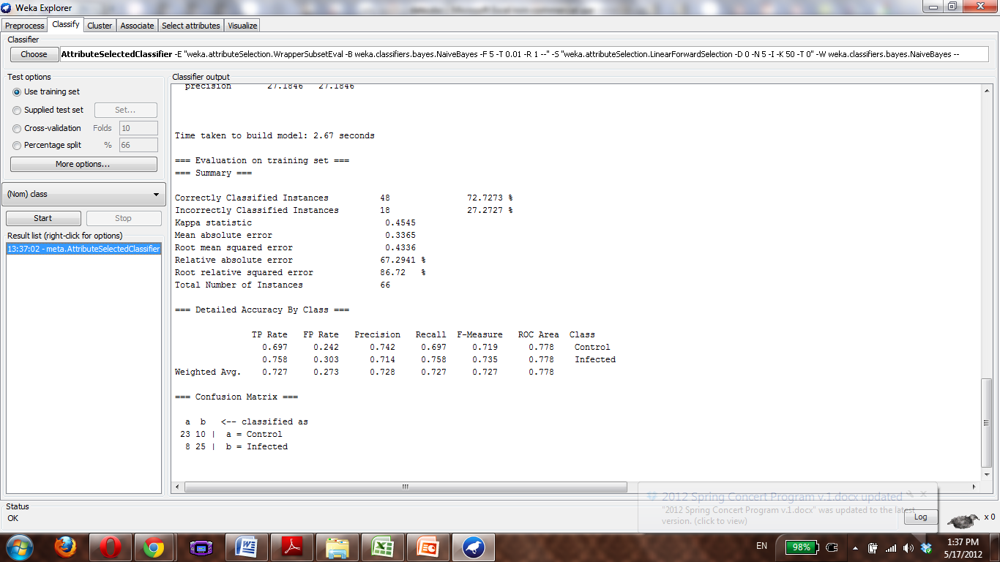 Weka Explorer
Preprocess Classify Cluster Associate Select attributes Visualize
Classifier
Choose AttributeSelectedClassifier -E "weka.attributeSelection.WrapperSubsetEval -B weka.classifiers.bayes.NaiveBayes -F 5 -T 0.01 -R 1 --" -S "weka.attributeSelection.LinearForwardSelection -D 0 -N 5 -I -K 50 -T 0" -W weka.classifiers.bayes.NaiveBayes --
Test options
Use training set
Supplied test set Set...
Cross-validation Folds 10
Percentage split % 66
More options...
(Nom) class
Start Stop
Result list (right-click for options)
13:37:02 - meta.AttributeSelectedClassifier
Classifier output
precision 27.1846 27.1846
Time taken to build model: 2.67 seconds
=== Evaluation on training set ===
=== Summary ===
Correctly Classified Instances 48 72.7273 %
Incorrectly Classified Instances 18 27.2727 %
Kappa statistic 0.4545
Mean absolute error 0.3365
Root mean squared error 0.4336
Relative absolute error 67.2941 %
Root relative squared error 86.72 %
Total Number of Instances 66
=== Detailed Accuracy By Class ===
TP Rate FP Rate Precision Recall F-Measure ROC Area Class
0.697 0.242 0.742 0.697 0.719 0.778 Control
0.758 0.303 0.714 0.758 0.735 0.778 Infected
Weighted Avg. 0.727 0.273 0.728 0.727 0.727 0.778
=== Confusion Matrix ===
a b <-- classified as
23 10 | a = Control
8 25 | b = Infected
2012 Spring Concert Program v.1.docx updated
"2012 Spring Concert Program v.1.docx" was updated to the latest
version. (click to view)
Status
OK
Log
x 0
EN
98%
1:37 PM
5/17/2012